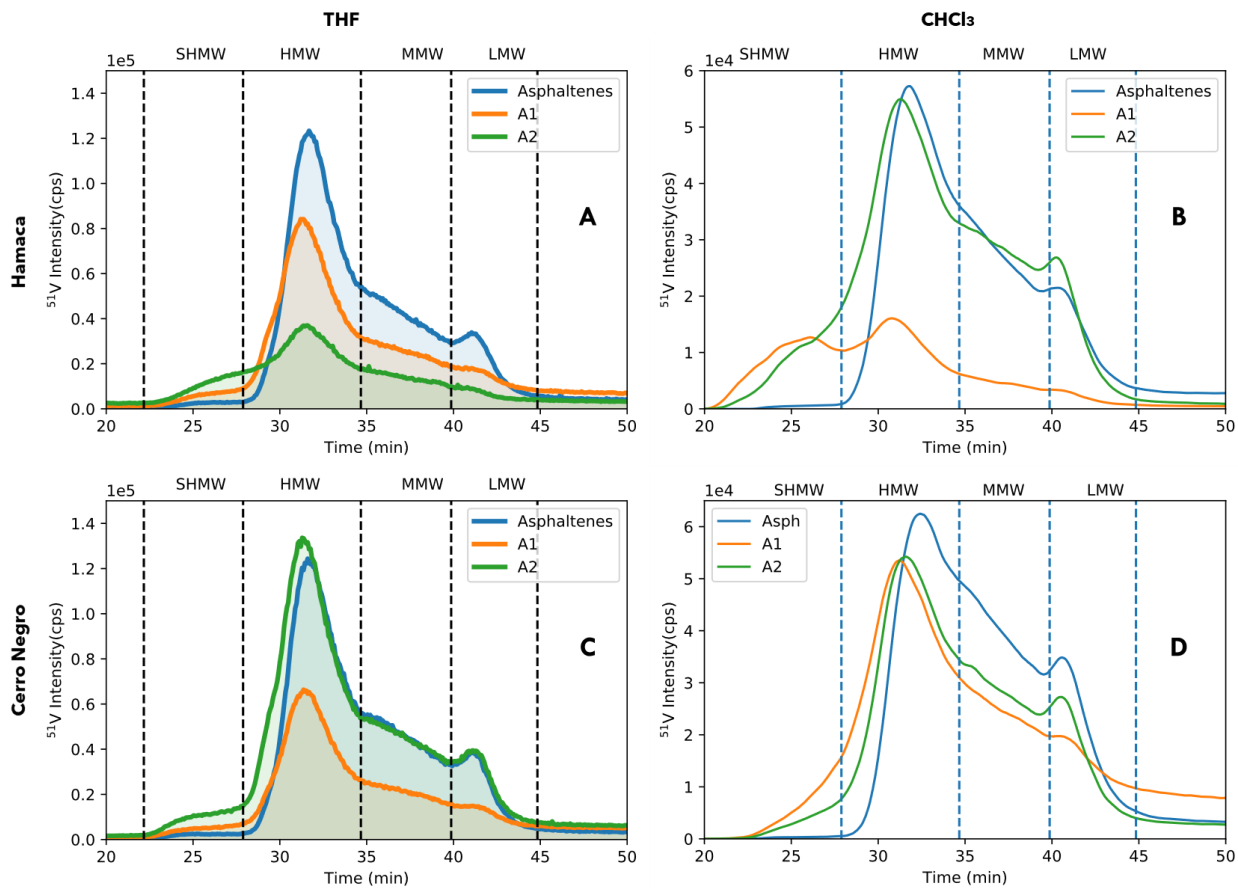 THF
CHCl₃
Hamaca
1e5
SHMW
HMW
MMW
LMW
Asphaltenes
A1
A2
A
⁵¹V Intensity(cps)
1.4
1.2
1.0
0.8
0.6
0.4
0.2
0.0
20 25 30 35 40 45 50
Time (min)
1e4
SHMW
HMW
MMW
LMW
Asphaltenes
A1
A2
B
⁵¹V Intensity(cps)
6
5
4
3
2
1
0
20 25 30 35 40 45 50
Time (min)
Cerro Negro
1e5
SHMW
HMW
MMW
LMW
Asphaltenes
A1
A2
C
⁵¹V Intensity(cps)
1.4
1.2
1.0
0.8
0.6
0.4
0.2
0.0
20 25 30 35 40 45 50
Time (min)
1e4
SHMW
HMW
MMW
LMW
Asph
A1
A2
D
⁵¹V Intensity(cps)
6
5
4
3
2
1
0
20 25 30 35 40 45 50
Time (min)